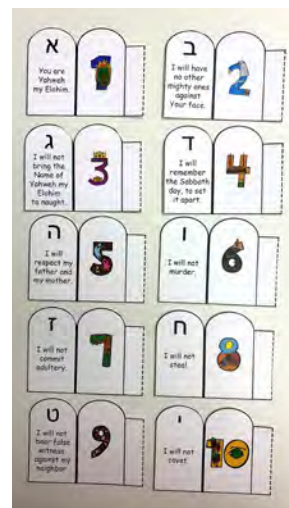 א
You are
Yahweh
my Elohim.
1
ב
I will have
no other
mighty ones
against
Your face.
2
ג
I will not
bring the
Name of
Yahweh my
Elohim
to naught.
3
ד
I will
remember
the Sabbath
day, to set
it apart.
4
ה
I will
respect my
father and
my mother.
5
ו
I will not
murder.
6
ז
I will not
commit
adultery.
7
ח
I will not
steal.
8
ט
I will not
bear false
witness
against my
neighbor
9
י
I will not
covet.
10